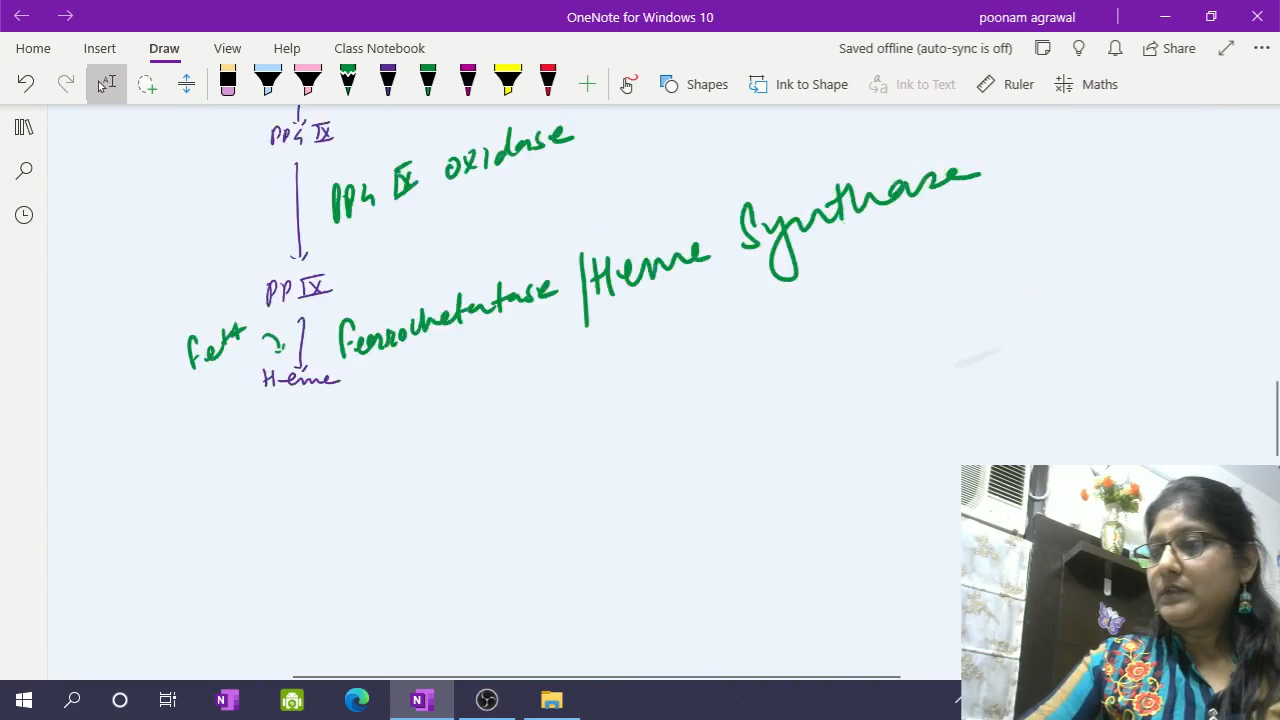 OneNote for Windows 10
poonam agrawal
Home Insert Draw View Help Class Notebook
Saved offline (auto-sync is off)
Share
Shapes
Ink to Shape
Ink to Text
Ruler
Maths
PPG IX
PPG IX oxidase
PP IX
Fe++
Ferrochelatase / Heme Synthase
Heme